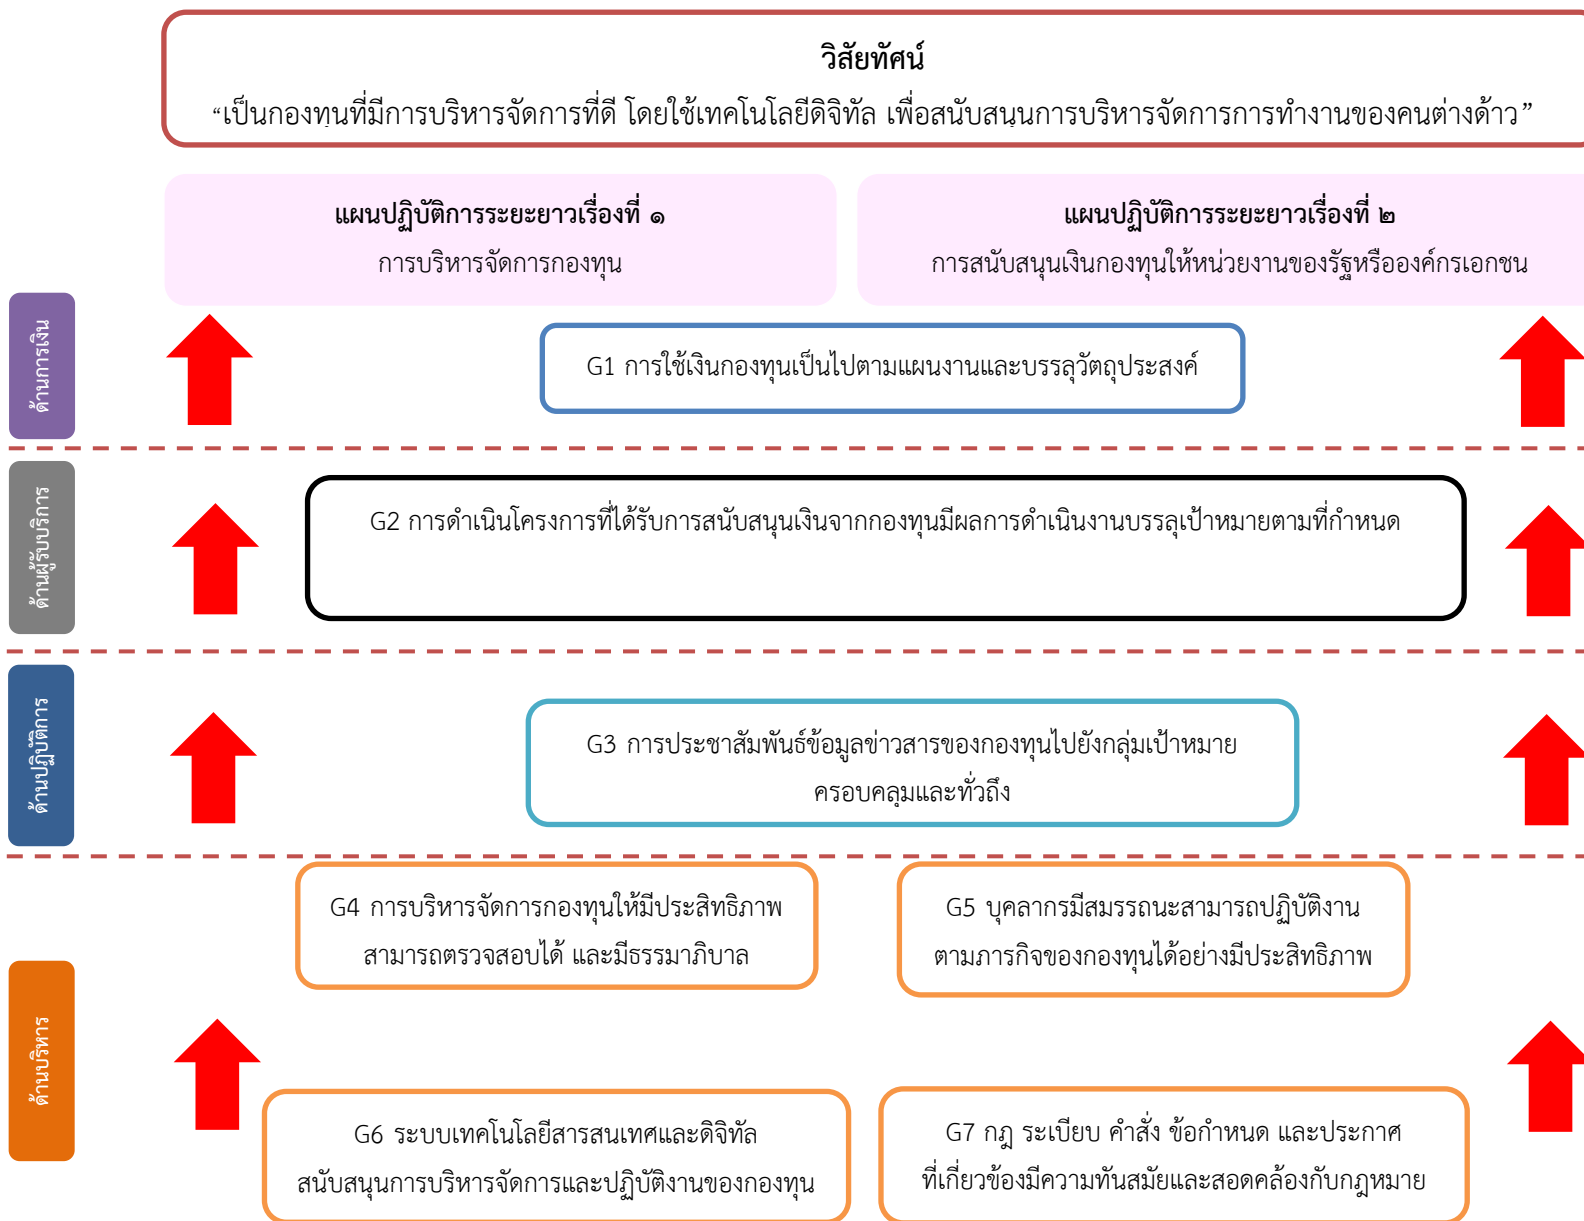 วิสัยทัศน์
“เป็นกองทุนที่มีการบริหารจัดการที่ดี โดยใช้เทคโนโลยีดิจิทัล เพื่อสนับสนุนการบริหารจัดการการทำงานของคนต่างด้าว”
แผนปฏิบัติการระยะยาวเรื่องที่ ๑
การบริหารจัดการกองทุน
แผนปฏิบัติการระยะยาวเรื่องที่ ๒
การสนับสนุนเงินกองทุนให้หน่วยงานของรัฐหรือองค์กรเอกชน
ด้านการเงิน
G1 การใช้เงินกองทุนเป็นไปตามแผนงานและบรรลุวัตถุประสงค์
ด้านผู้รับบริการ
G2 การดำเนินโครงการที่ได้รับการสนับสนุนเงินจากกองทุนมีผลการดำเนินงานบรรลุเป้าหมายตามที่กำหนด
ด้านปฏิบัติการ
G3 การประชาสัมพันธ์ข้อมูลข่าวสารของกองทุนไปยังกลุ่มเป้าหมาย
ครอบคลุมและทั่วถึง
ด้านบริหาร
G4 การบริหารจัดการกองทุนให้มีประสิทธิภาพ
สามารถตรวจสอบได้ และมีธรรมาภิบาล
G5 บุคลากรมีสมรรถนะสามารถปฏิบัติงาน
ตามภารกิจของกองทุนได้อย่างมีประสิทธิภาพ
G6 ระบบเทคโนโลยีสารสนเทศและดิจิทัล
สนับสนุนการบริหารจัดการและปฏิบัติงานของกองทุน
G7 กฎ ระเบียบ คำสั่ง ข้อกำหนด และประกาศ
ที่เกี่ยวข้องมีความทันสมัยและสอดคล้องกับกฎหมาย